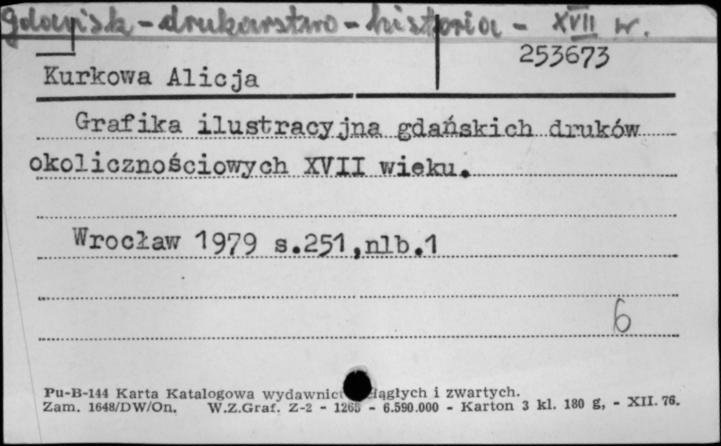 Gdańsk - drukarstwo - historia - XVII w.
253673
Kurkowa Alicja
Grafika ilustracyjna gdańskich druków
okolicznościowych XVII wieku.
Wrocław 1979 s.251,nlb.1
6
Pu-B-144 Karta Katalogowa wydawnict ciągłych i zwartych.
Zam. 1648/DW/On. W.Z.Graf. Z-2 - 1265 - 6.590.000 - Karton 3 kl. 180 g, - XII. 76.